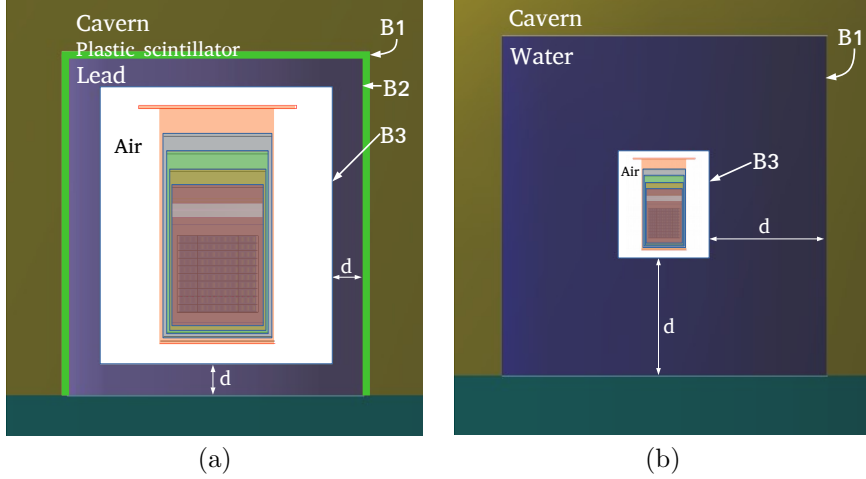 Cavern
Plastic scintillator
Lead
B1
B2
B3
Air
d
d
(a)
Cavern
Water
B1
B3
Air
d
d
(b)